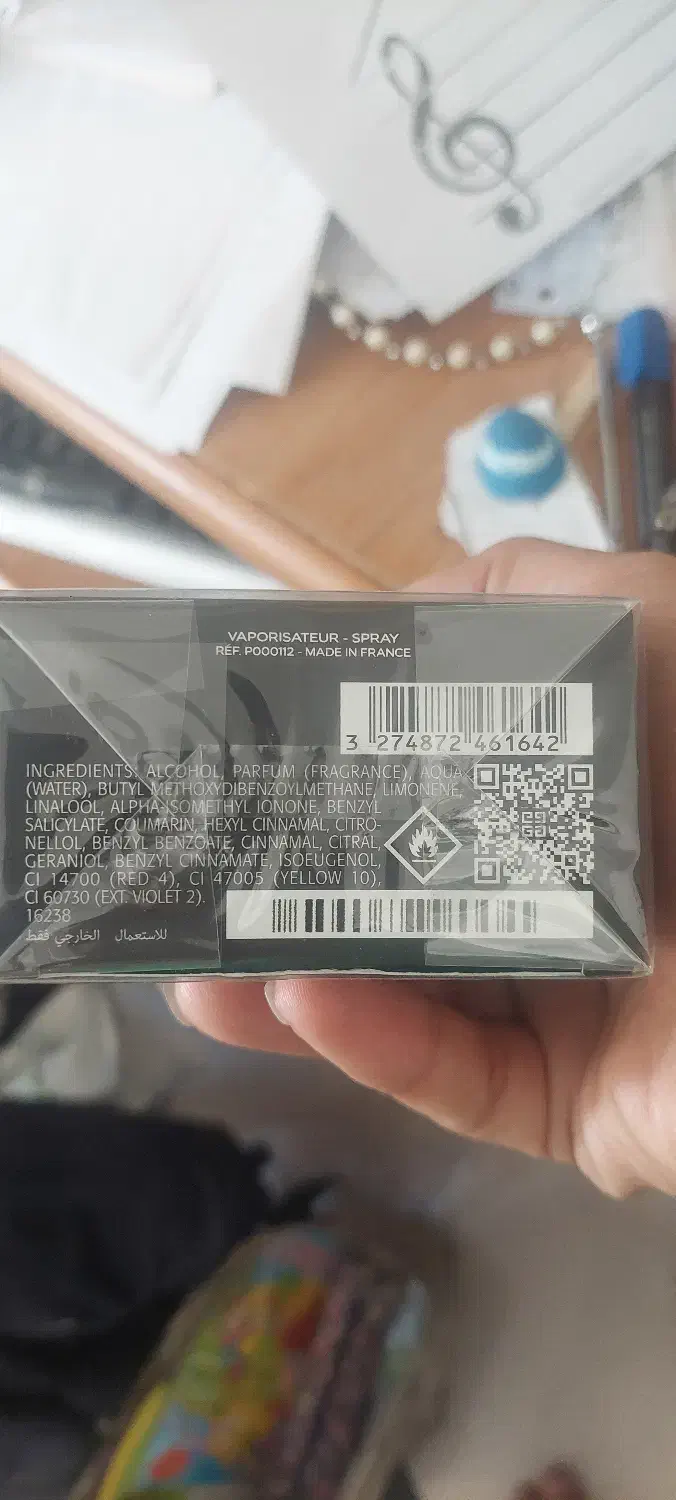 VAPORISATEUR - SPRAY
RÉF. P000112 - MADE IN FRANCE
3 274872 461642
INGREDIENTS: ALCOHOL, PARFUM (FRAGRANCE), AQUA
(WATER), BUTYL METHOXYDIBENZOYLMETHANE, LIMONENE,
LINALOOL, ALPHA-ISOMETHYL IONONE, BENZYL
SALICYLATE, COUMARIN, HEXYL CINNAMAL, CITRO-
NELLOL, BENZYL BENZOATE, CINNAMAL, CITRAL,
GERANIOL, BENZYL CINNAMATE, ISOEUGENOL,
CI 14700 (RED 4), CI 47005 (YELLOW 10),
CI 60730 (EXT. VIOLET 2).
16238
للاستعمال الخارجي فقط